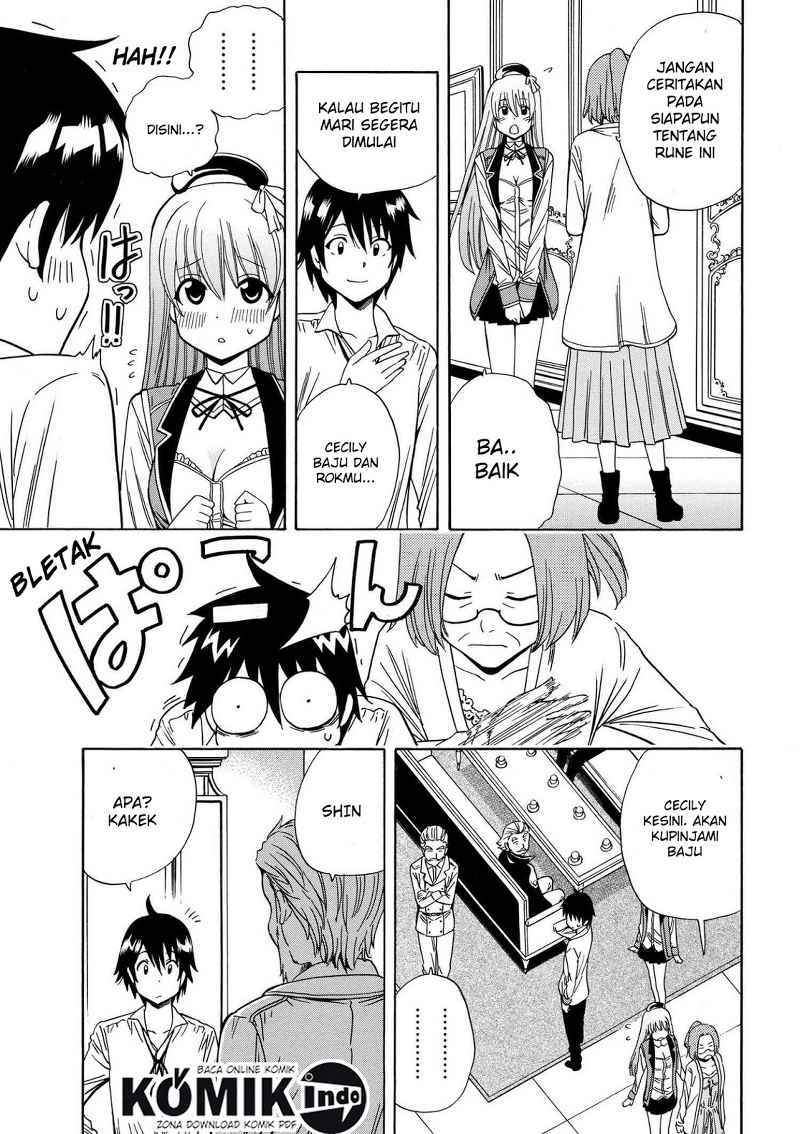 JANGAN
CERITAKAN
PADA
SIAPAPUN
TENTANG
RUNE INI
BA..
BAIK
KALAU BEGITU
MARI SEGERA
DIMULAI
CECILY
BAJU DAN
ROKMU...
.........
DISINI...?
HAH!!
はっ!!
BLETAK
ぱこーん
CECILY
KESINI. AKAN
KUPINJAMI
BAJU
.........
SHIN
APA?
KAKEK
BACA ONLINE KOMIK
KOMIK indo
ZONA DOWNLOAD KOMIK PDF